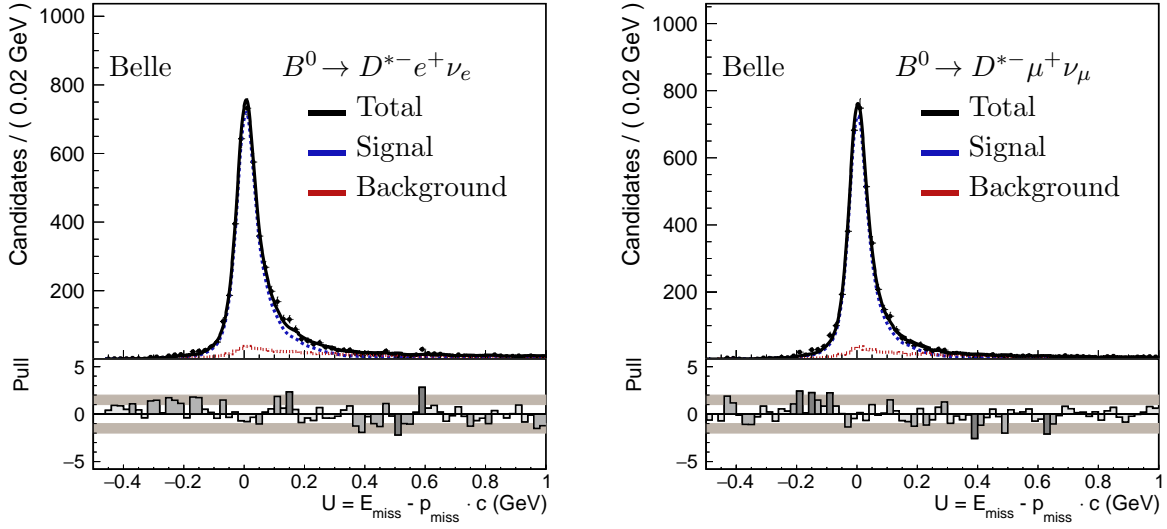 Candidates / ( 0.02 GeV )
1000
800
600
400
200
Belle
B⁰ → D*⁻ e⁺ νₑ
Total
Signal
Background
Pull
5
0
−5
−0.4 −0.2 0 0.2 0.4 0.6 0.8 1
U = E_miss - p_miss · c (GeV)
Candidates / ( 0.02 GeV )
1000
800
600
400
200
Belle
B⁰ → D*⁻ μ⁺ ν_μ
Total
Signal
Background
Pull
5
0
−5
−0.4 −0.2 0 0.2 0.4 0.6 0.8 1
U = E_miss - p_miss · c (GeV)